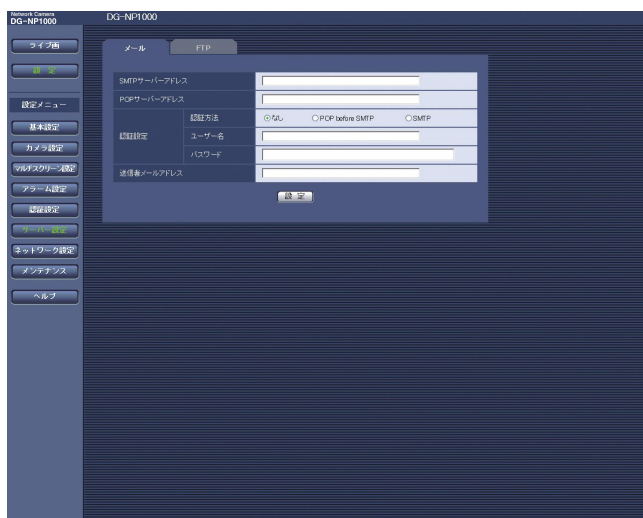 Network Camera
DG-NP1000
DG-NP1000
ライブ画
設 定
設定メニュー
基本設定
カメラ設定
マルチスクリーン設定
アラーム設定
認証設定
サーバー設定
ネットワーク設定
メンテナンス
ヘルプ
メール
FTP
SMTPサーバーアドレス
POPサーバーアドレス
認証設定
認証方法
なし
POP before SMTP
SMTP
ユーザー名
パスワード
送信者メールアドレス
設 定